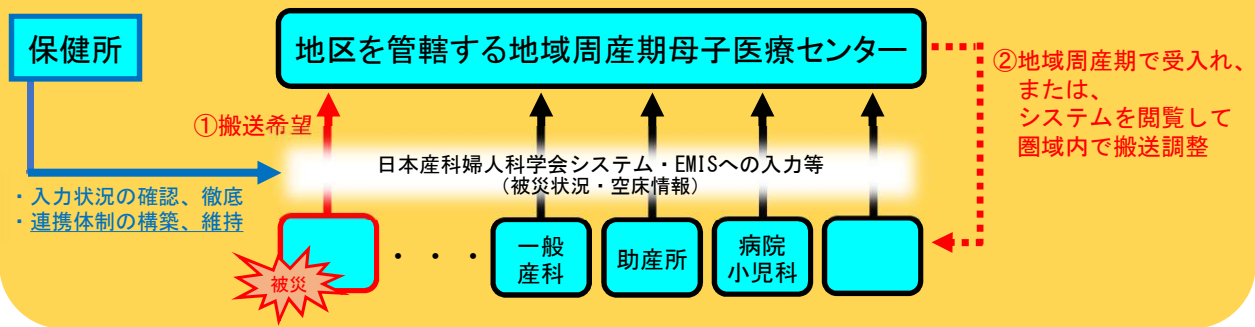 保健所
地区を管轄する地域周産期母子医療センター
②地域周産期で受入れ、
または、
システムを閲覧して
圏域内で搬送調整
①搬送希望
日本産科婦人科学会システム・EMISへの入力等
（被災状況・空床情報）
・入力状況の確認、徹底
・連携体制の構築、維持
被災
・・・
一般
産科
助産所
病院
小児科